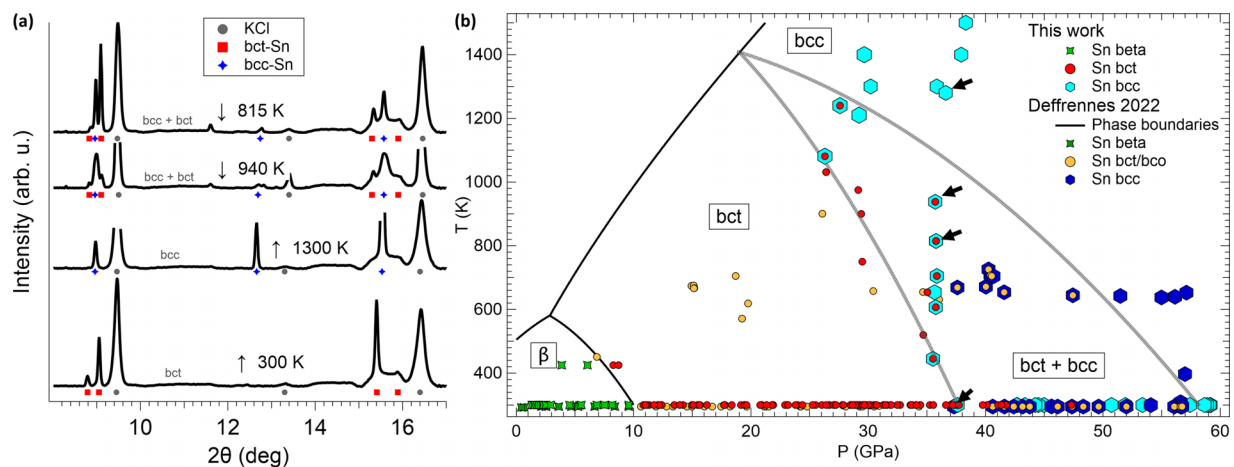 (a)
KCl
bct-Sn
bcc-Sn
Intensity (arb. u.)
bcc + bct
↓ 815 K
bcc + bct
↓ 940 K
bcc
↑ 1300 K
bct
↑ 300 K
10 12 14 16
2θ (deg)
(b)
T (K)
1400
1200
1000
800
600
400
bcc
bct
β
bct + bcc
This work
Sn beta
Sn bct
Sn bcc
Deffrennes 2022
Phase boundaries
Sn beta
Sn bct/bco
Sn bcc
0 10 20 30 40 50 60
P (GPa)